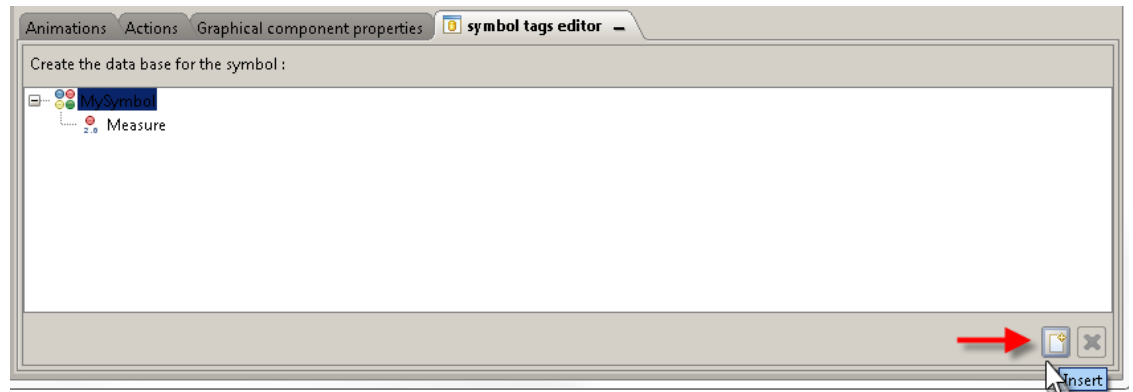 Animations Actions Graphical component properties symbol tags editor
Create the data base for the symbol :
MySymbol
2.0 Measure
Insert